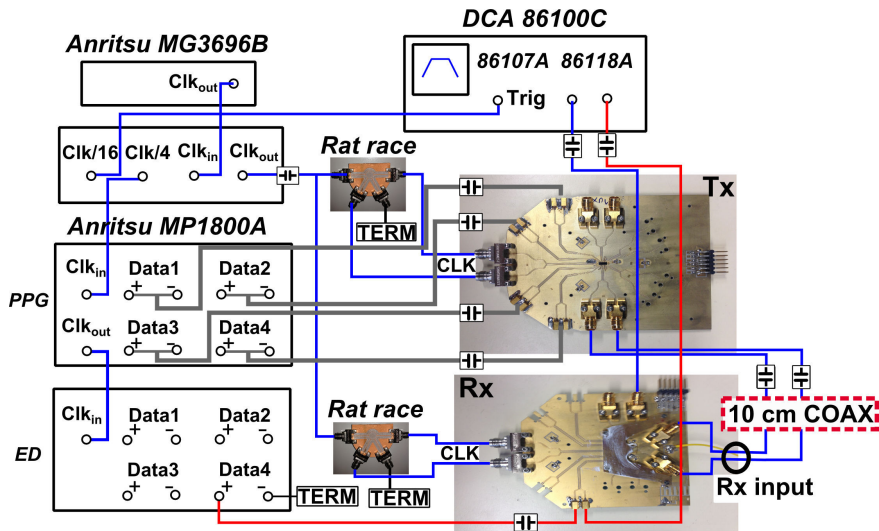 DCA 86100C
Anritsu MG3696B
86107A 86118A
Clkout
Trig
Clk/16 Clk/4 Clkin Clkout
Rat race
Tx
TERM
Anritsu MP1800A
CLK
PPG
Clkin Data1 Data2
+ - + -
Clkout Data3 Data4
+ - + -
Rx
10 cm COAX
Rat race
ED
Clkin Data1 Data2
+ - + -
CLK
Data3 Data4
+ - + -
TERM TERM
Rx input